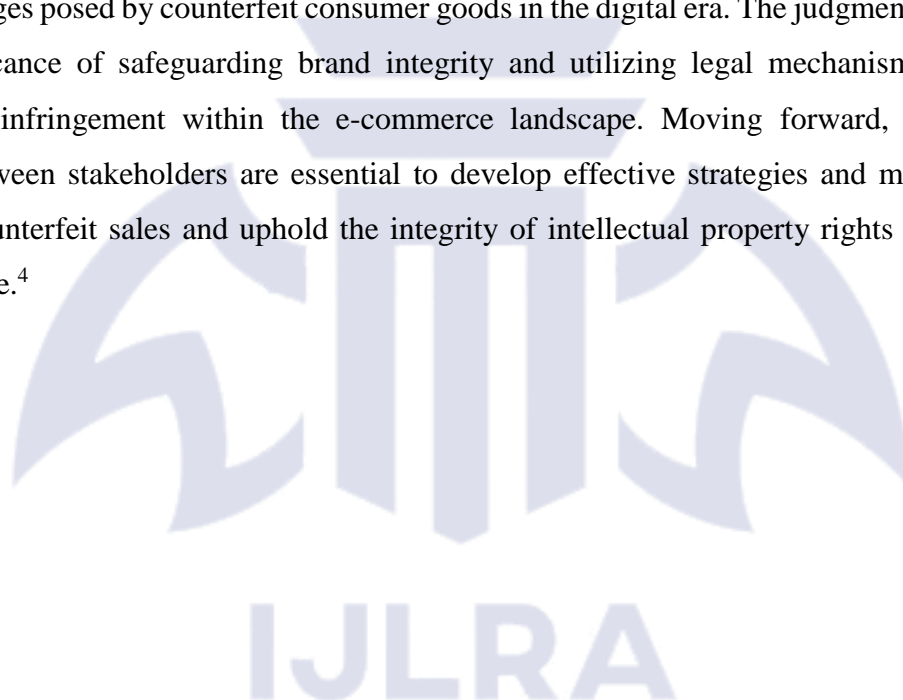 ges posed by counterfeit consumer goods in the digital era. The judgment
cance of safeguarding brand integrity and utilizing legal mechanism
infringement within the e-commerce landscape. Moving forward,
ween stakeholders are essential to develop effective strategies and m
unterfeit sales and uphold the integrity of intellectual property rights
e.4
IJLRA